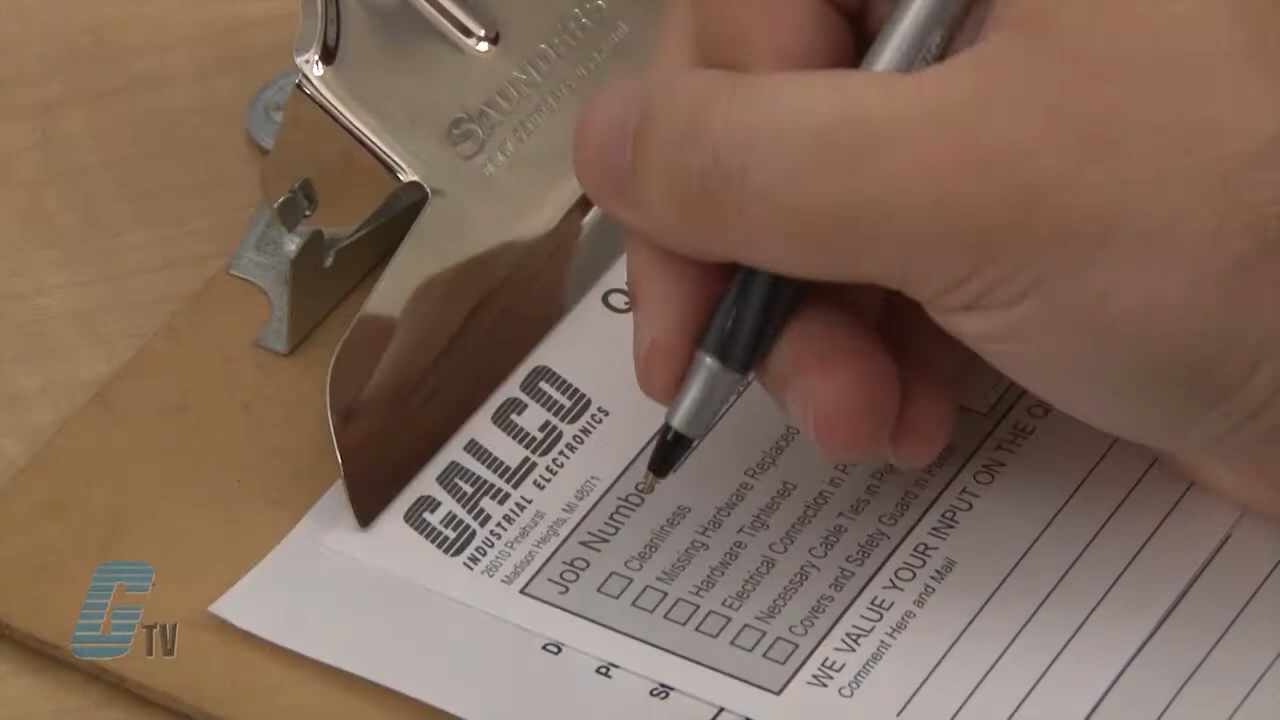 SAUNDERS
GALCO
INDUSTRIAL ELECTRONICS
26010 Pinehurst
Madison Heights, MI 48071
Job Number
Cleanliness
Missing Hardware Replaced
Hardware Tightened
Electrical Connection in
Necessary Cable Ties in
Covers and Safety Guard in Place
WE VALUE YOUR INPUT ON THE
Comment Here and Mail
G TV